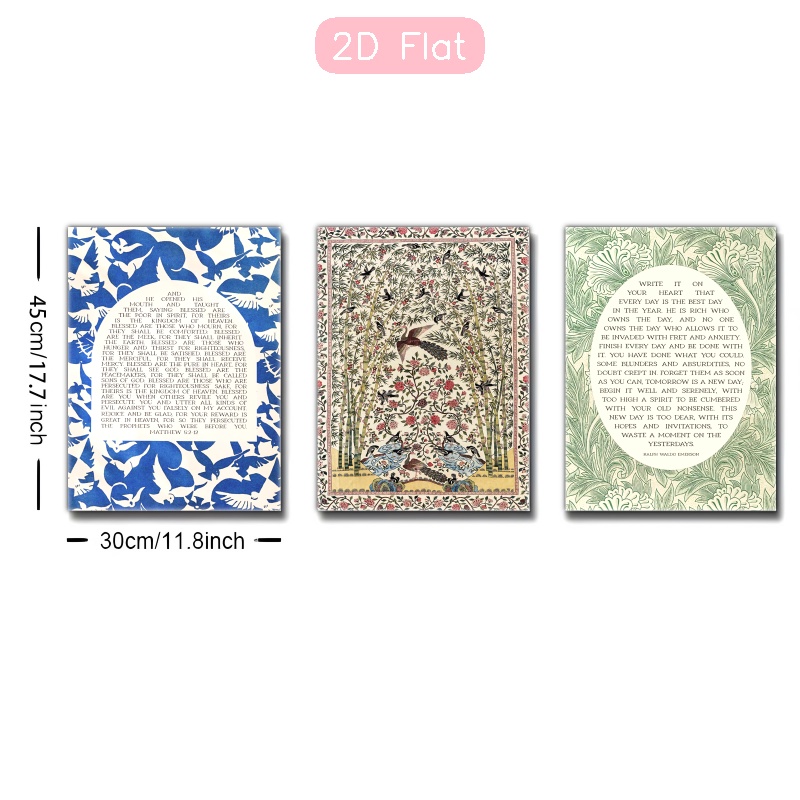 2D Flat
45cm/17.7inch
30cm/11.8inch
AND
HE OPENED HIS
MOUTH AND TAUGHT
THEM, SAYING: BLESSED ARE
THE POOR IN SPIRIT, FOR THEIRS
IS THE KINGDOM OF HEAVEN.
BLESSED ARE THOSE WHO MOURN, FOR
THEY SHALL BE COMFORTED. BLESSED
ARE THE MEEK, FOR THEY SHALL INHERIT
THE EARTH. BLESSED ARE THOSE WHO
HUNGER AND THIRST FOR RIGHTEOUSNESS,
FOR THEY SHALL BE SATISFIED. BLESSED ARE
THE MERCIFUL, FOR THEY SHALL RECEIVE
MERCY. BLESSED ARE THE PURE IN HEART, FOR
THEY SHALL SEE GOD. BLESSED ARE THE
PEACEMAKERS, FOR THEY SHALL BE CALLED
SONS OF GOD. BLESSED ARE THOSE WHO ARE
PERSECUTED FOR RIGHTEOUSNESS' SAKE, FOR
THEIRS IS THE KINGDOM OF HEAVEN. BLESSED
ARE YOU WHEN OTHERS REVILE YOU AND
PERSECUTE YOU AND UTTER ALL KINDS OF
EVIL AGAINST YOU FALSELY ON MY ACCOUNT.
REJOICE AND BE GLAD, FOR YOUR REWARD IS
GREAT IN HEAVEN, FOR SO THEY PERSECUTED
THE PROPHETS WHO WERE BEFORE YOU.
MATTHEW 5:2-12
WRITE IT ON
YOUR HEART THAT
EVERY DAY IS THE BEST DAY
IN THE YEAR. HE IS RICH WHO
OWNS THE DAY, AND NO ONE
OWNS THE DAY WHO ALLOWS IT TO
BE INVADED WITH FRET AND ANXIETY.
FINISH EVERY DAY AND BE DONE WITH
IT. YOU HAVE DONE WHAT YOU COULD.
SOME BLUNDERS AND ABSURDITIES, NO
DOUBT CREPT IN. FORGET THEM AS SOON
AS YOU CAN, TOMORROW IS A NEW DAY;
BEGIN IT WELL AND SERENELY, WITH
TOO HIGH A SPIRIT TO BE CUMBERED
WITH YOUR OLD NONSENSE. THIS
NEW DAY IS TOO DEAR, WITH ITS
HOPES AND INVITATIONS, TO
WASTE A MOMENT ON THE
YESTERDAYS.
RALPH WALDO EMERSON